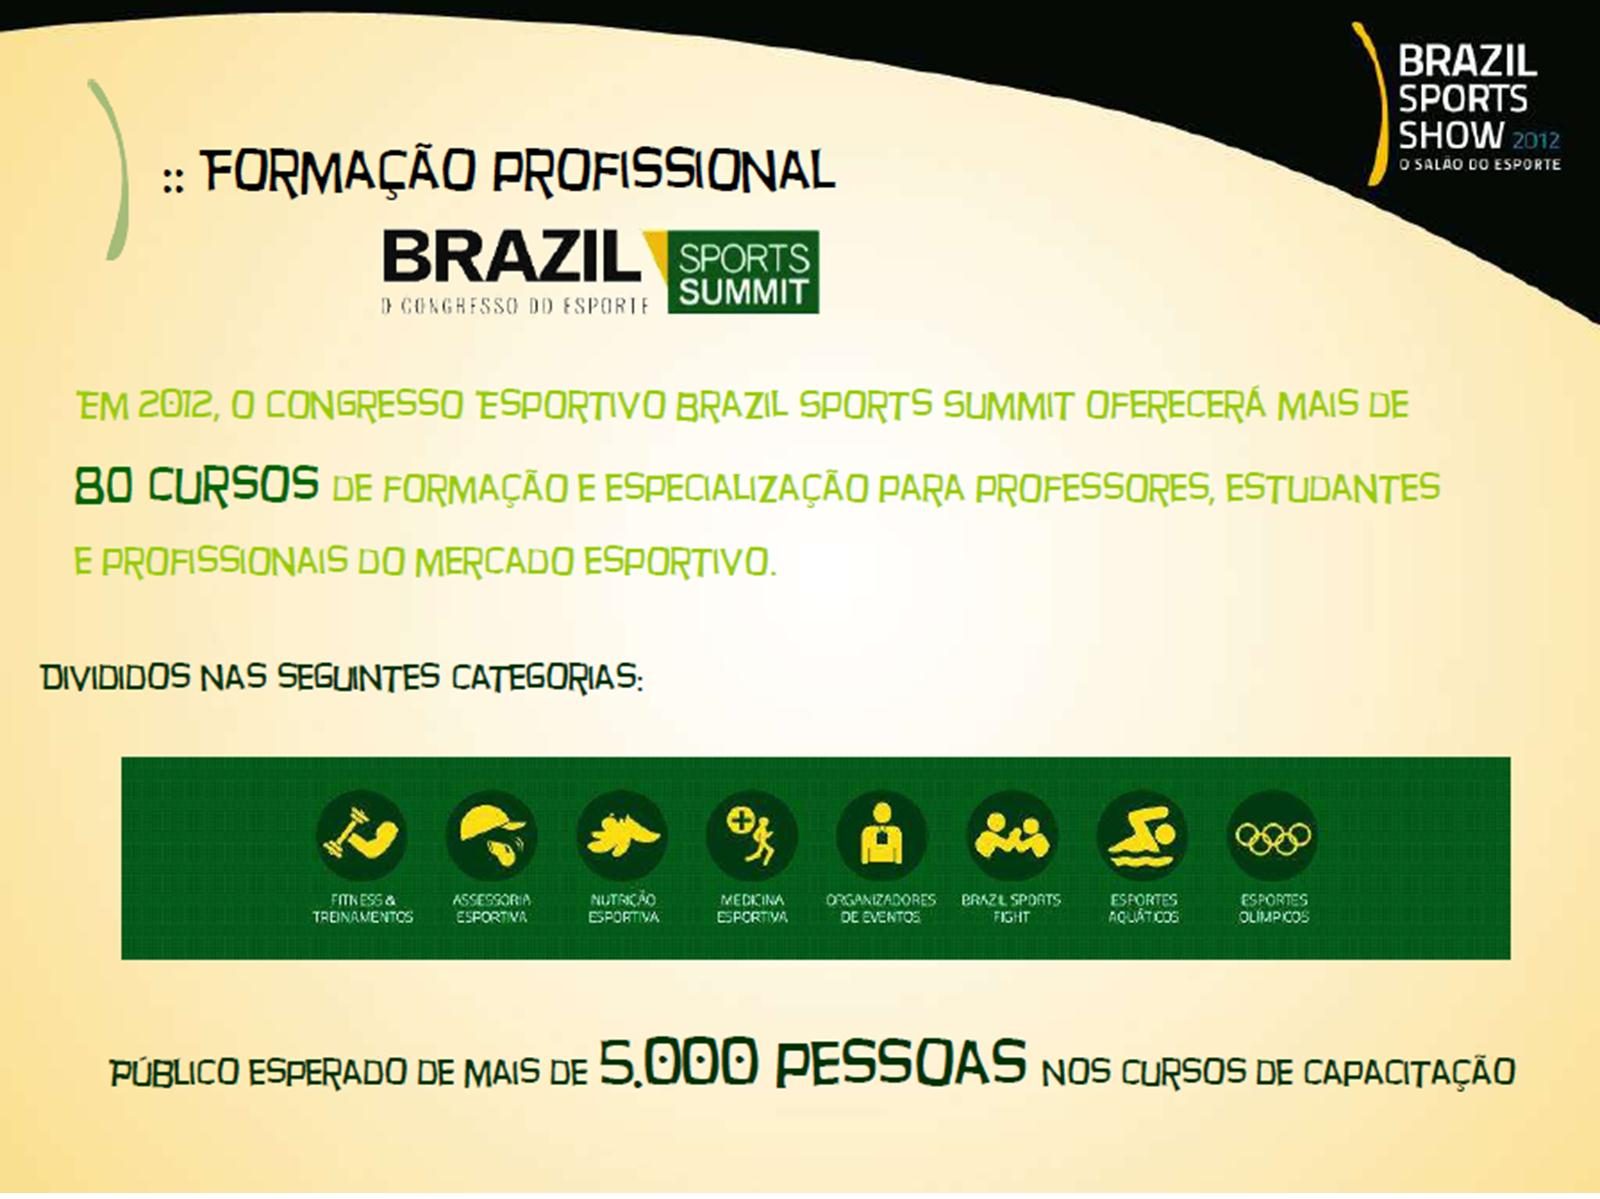 BRAZIL
SPORTS
SHOW 2012
O SALÃO DO ESPORTE
:: FORMAÇÃO PROFISSIONAL
BRAZIL SPORTS SUMMIT
O CONGRESSO DO ESPORTE
EM 2012, O CONGRESSO ESPORTIVO BRAZIL SPORTS SUMMIT OFERECERÁ MAIS DE
80 CURSOS DE FORMAÇÃO E ESPECIALIZAÇÃO PARA PROFESSORES, ESTUDANTES
E PROFISSIONAIS DO MERCADO ESPORTIVO.
DIVIDIDOS NAS SEGUINTES CATEGORIAS:
FITNESS &
TREINAMENTOS
ASSESSORIA
ESPORTIVA
NUTRIÇÃO
ESPORTIVA
MEDICINA
ESPORTIVA
ORGANIZADORES
DE EVENTOS
BRAZIL SPORTS
FIGHT
ESPORTES
AQUÁTICOS
ESPORTES
OLÍMPICOS
PÚBLICO ESPERADO DE MAIS DE 5.000 PESSOAS NOS CURSOS DE CAPACITAÇÃO